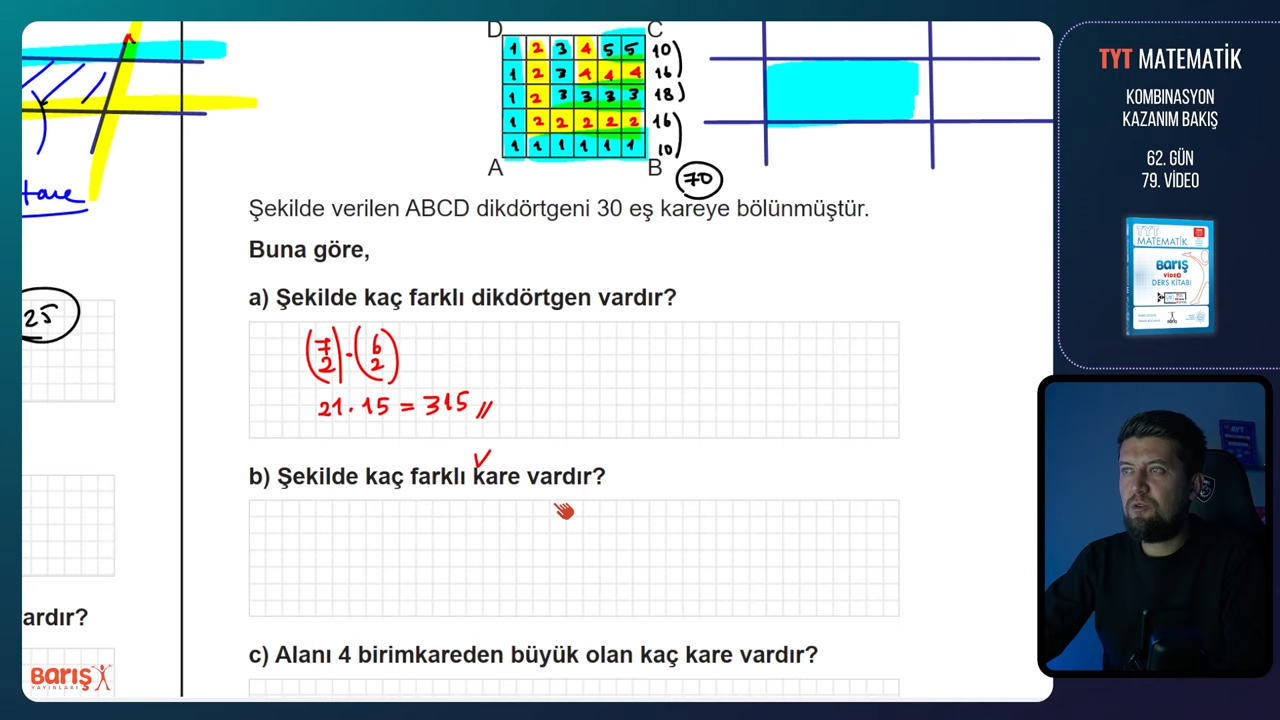 D
C
1 2 3 4 5 5 10)
1 2 3 4 4 4 16)
1 2 3 3 3 3 18)
1 2 2 2 2 2 16)
1 1 1 1 1 1 10)
A
B
70
Şekilde verilen ABCD dikdörtgeni 30 eş kareye bölünmüştür.
Buna göre,
a) Şekilde kaç farklı dikdörtgen vardır?
(7 2) · (6 2)
21 · 15 = 315 //
b) Şekilde kaç farklı kare vardır?
c) Alanı 4 birimkareden büyük olan kaç kare vardır?
25
ardır?
BARIŞ
YAYINLARI
TYT MATEMATİK
KOMBİNASYON
KAZANIM BAKIŞ
62. GÜN
79. VİDEO
TYT
MATEMATİK
BARIŞ
VİDEO
DERS KİTABI